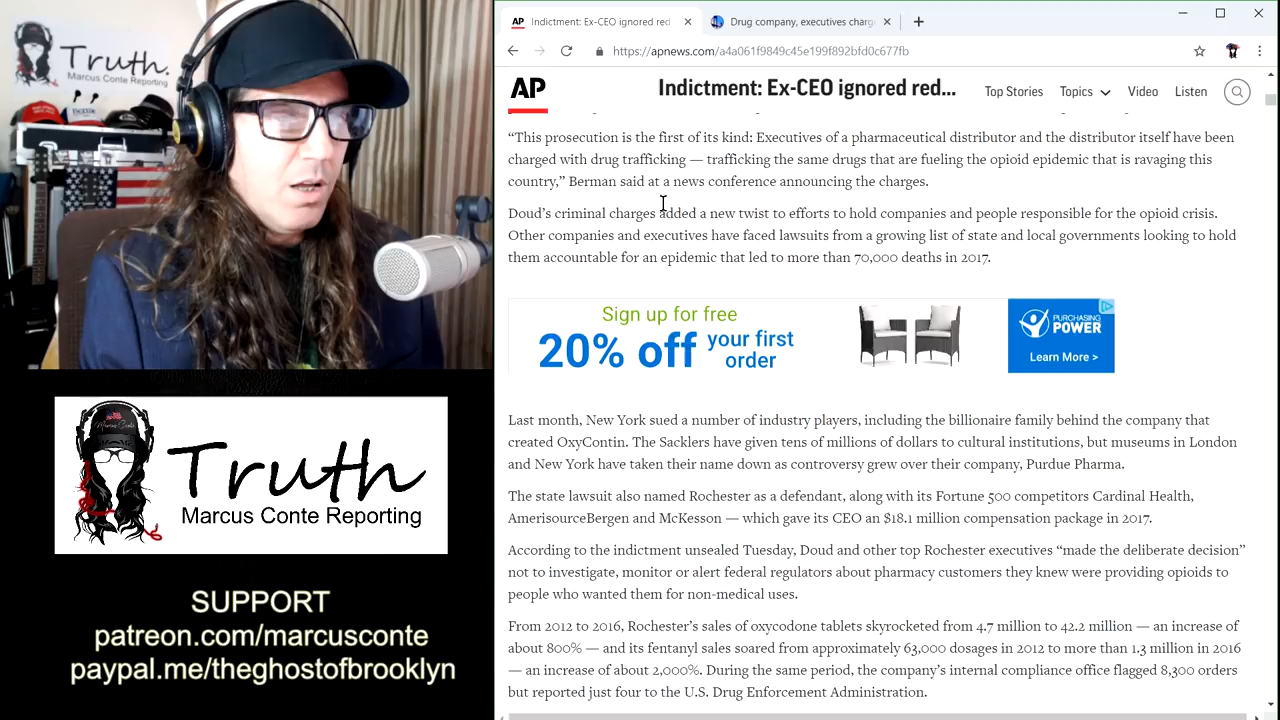 Truth.
Marcus Conte Reporting
Truth
Marcus Conte Reporting
SUPPORT
patreon.com/marcusconte
paypal.me/theghostofbrooklyn
AP Indictment: Ex-CEO ignored red
Drug company, executives charg
https://apnews.com/a4a061f9849c45e199f892bfd0c677fb
AP
Indictment: Ex-CEO ignored red...
Top Stories Topics Video Listen
“This prosecution is the first of its kind: Executives of a pharmaceutical distributor and the distributor itself have been
charged with drug trafficking — trafficking the same drugs that are fueling the opioid epidemic that is ravaging this
country,” Berman said at a news conference announcing the charges.
Doud’s criminal charges added a new twist to efforts to hold companies and people responsible for the opioid crisis.
Other companies and executives have faced lawsuits from a growing list of state and local governments looking to hold
them accountable for an epidemic that led to more than 70,000 deaths in 2017.
Sign up for free
20% off your first order
PURCHASING
POWER
Learn More >
Last month, New York sued a number of industry players, including the billionaire family behind the company that
created OxyContin. The Sacklers have given tens of millions of dollars to cultural institutions, but museums in London
and New York have taken their name down as controversy grew over their company, Purdue Pharma.
The state lawsuit also named Rochester as a defendant, along with its Fortune 500 competitors Cardinal Health,
AmerisourceBergen and McKesson — which gave its CEO an $18.1 million compensation package in 2017.
According to the indictment unsealed Tuesday, Doud and other top Rochester executives “made the deliberate decision”
not to investigate, monitor or alert federal regulators about pharmacy customers they knew were providing opioids to
people who wanted them for non-medical uses.
From 2012 to 2016, Rochester’s sales of oxycodone tablets skyrocketed from 4.7 million to 42.2 million — an increase of
about 800% — and its fentanyl sales soared from approximately 63,000 dosages in 2012 to more than 1.3 million in 2016
— an increase of about 2,000%. During the same period, the company’s internal compliance office flagged 8,300 orders
but reported just four to the U.S. Drug Enforcement Administration.